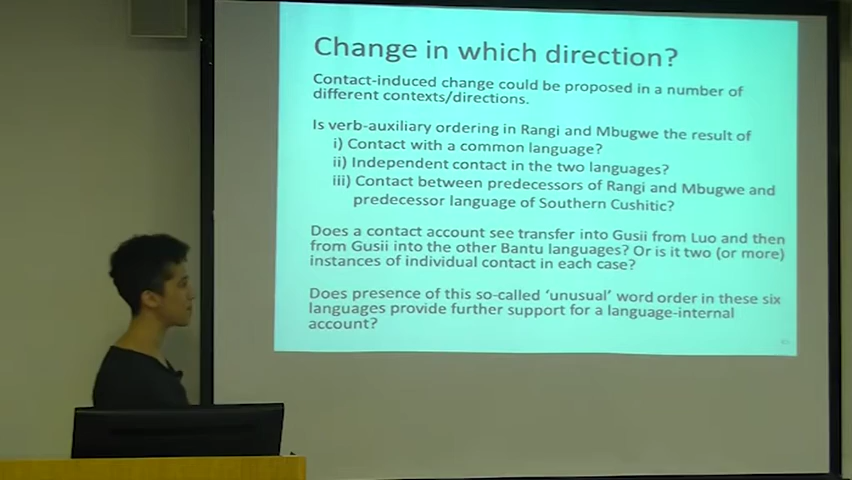 Change in which direction?
Contact-induced change could be proposed in a number of
different contexts/directions.
Is verb-auxiliary ordering in Rangi and Mbugwe the result of
i) Contact with a common language?
ii) Independent contact in the two languages?
iii) Contact between predecessors of Rangi and Mbugwe and
predecessor language of Southern Cushitic?
Does a contact account see transfer into Gusii from Luo and then
from Gusii into the other Bantu languages? Or is it two (or more)
instances of individual contact in each case?
Does presence of this so-called ‘unusual’ word order in these six
languages provide further support for a language-internal
account?